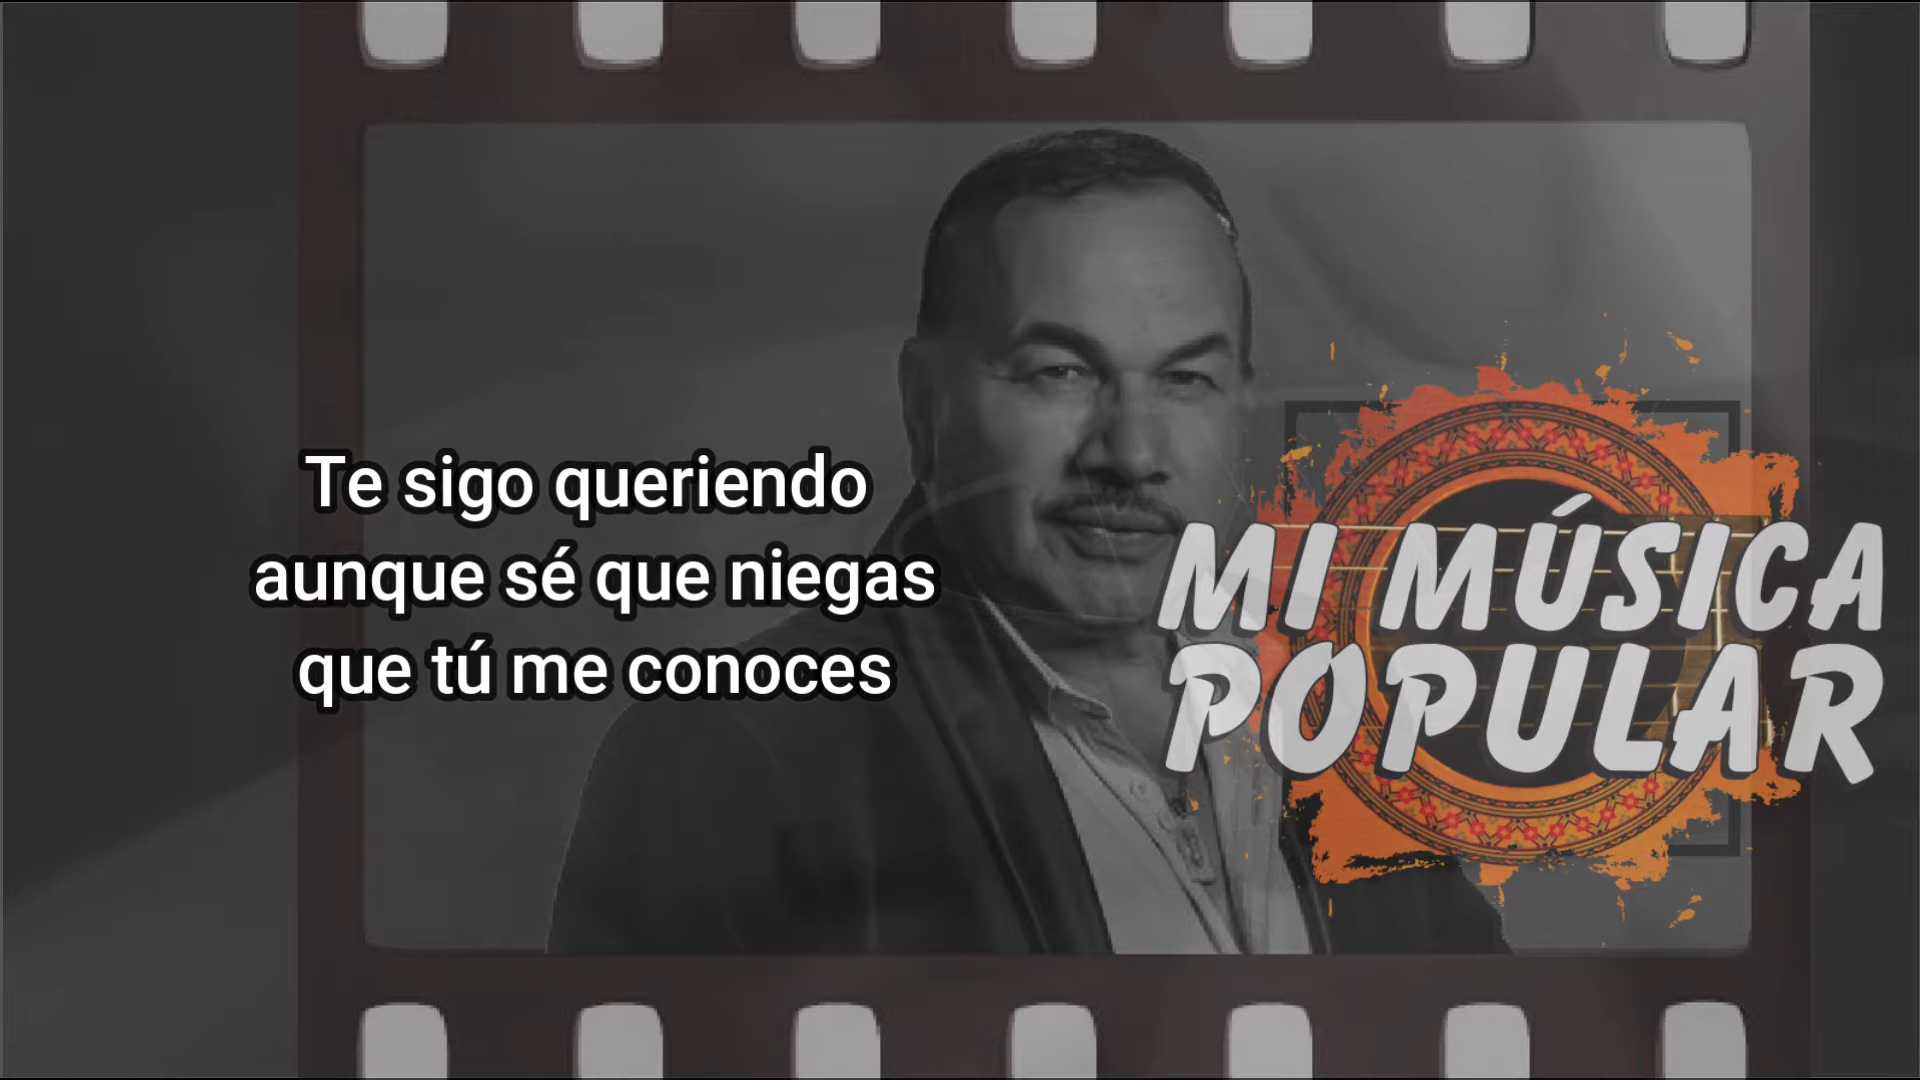 Te sigo queriendo
aunque sé que niegas
que tú me conoces
MI MÚSICA
POPULAR